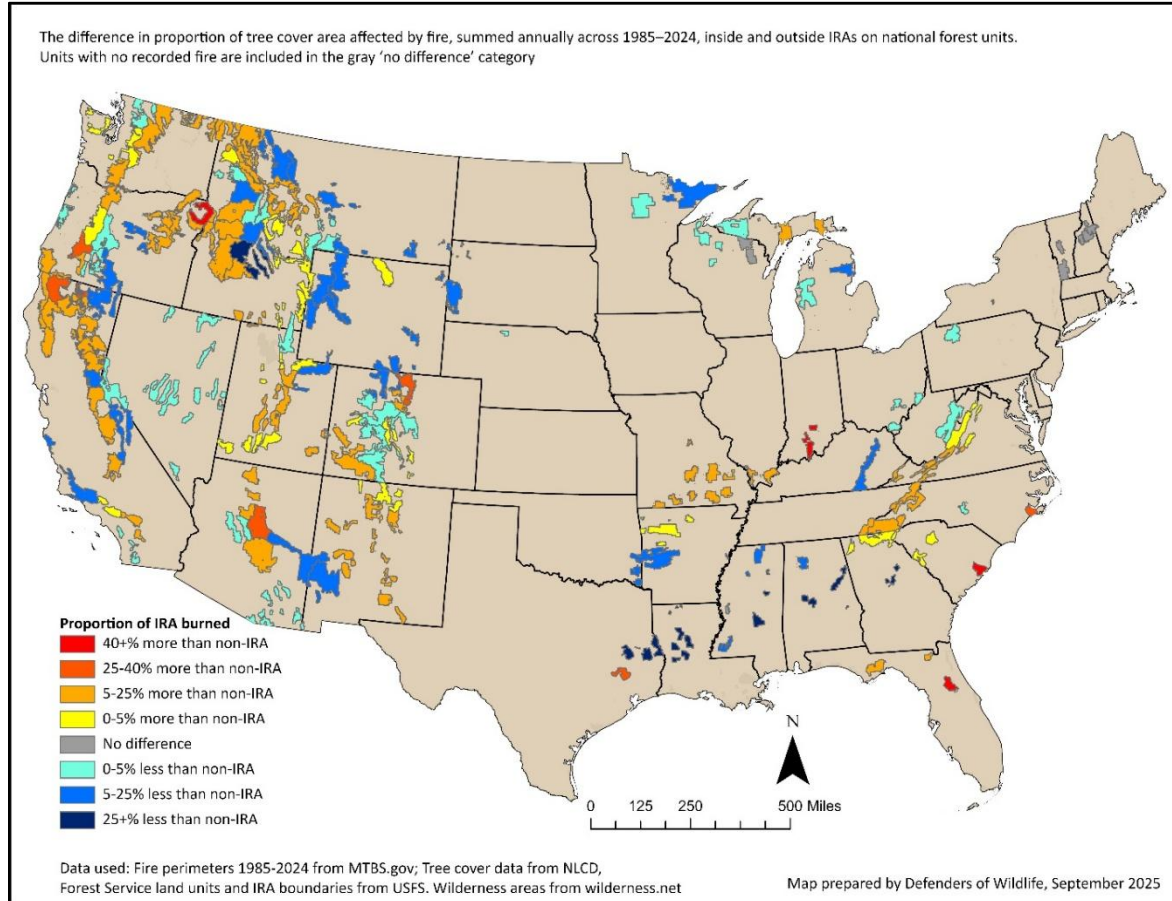 The difference in proportion of tree cover area affected by fire, summed annually across 1985–2024, inside and outside IRAs on national forest units.
Units with no recorded fire are included in the gray 'no difference' category
Proportion of IRA burned
40+% more than non-IRA
25-40% more than non-IRA
5-25% more than non-IRA
0-5% more than non-IRA
No difference
0-5% less than non-IRA
5-25% less than non-IRA
25+% less than non-IRA
N
0 125 250 500 Miles
Data used: Fire perimeters 1985-2024 from MTBS.gov; Tree cover data from NLCD,
Forest Service land units and IRA boundaries from USFS. Wilderness areas from wilderness.net
Map prepared by Defenders of Wildlife, September 2025